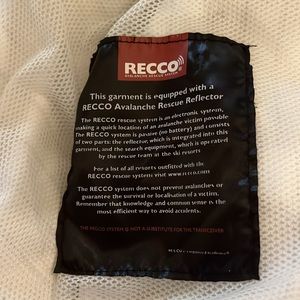 RECCO
AVALANCHE RESCUE SYSTEM
This garment is equipped with a
RECCO Avalanche Rescue Reflector
The RECCO rescue system is an electronic system,
making a quick location of an avalanche victim possible.
The RECCO system is passive (no battery) and consists
of two parts: the reflector, which is integrated into this
garment, and the search equipment, which is operated
by the rescue team in the ski resorts
For a list of all resorts outfitted with the
RECCO rescue system visit www.recco.com
The RECCO system does not prevent avalanches or
guarantee the survival or localisation of a victim.
Remember that knowledge and common sense is the
most efficient way to avoid accidents.
THE RECCO SYSTEM IS NOT A SUBSTITUTE FOR THE TRANSCEIVER